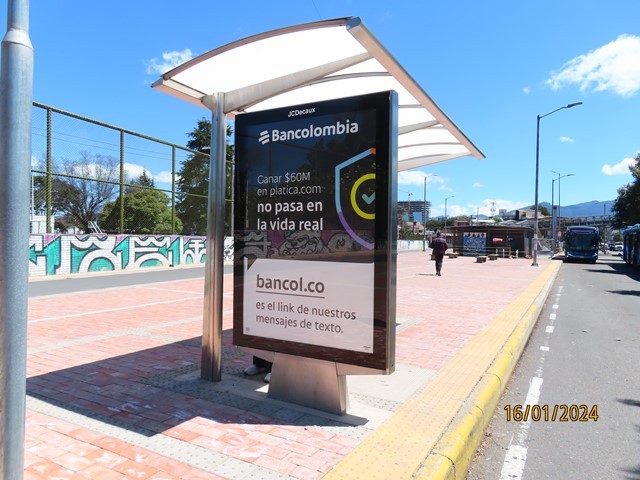 JCDecaux
Bancolombia
Ganar $60M
en platica.com
no pasa en
la vida real
bancol.co
es el link de nuestros
mensajes de texto.
16/01/2024